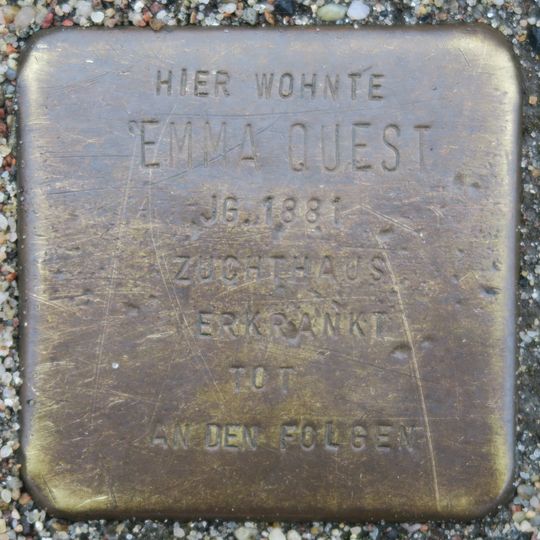 HIER WOHNTE
EMMA QUEST
JG. 1881
ZUCHTHAUS
ERKRANKT
TOT
AN DEN FOLGEN